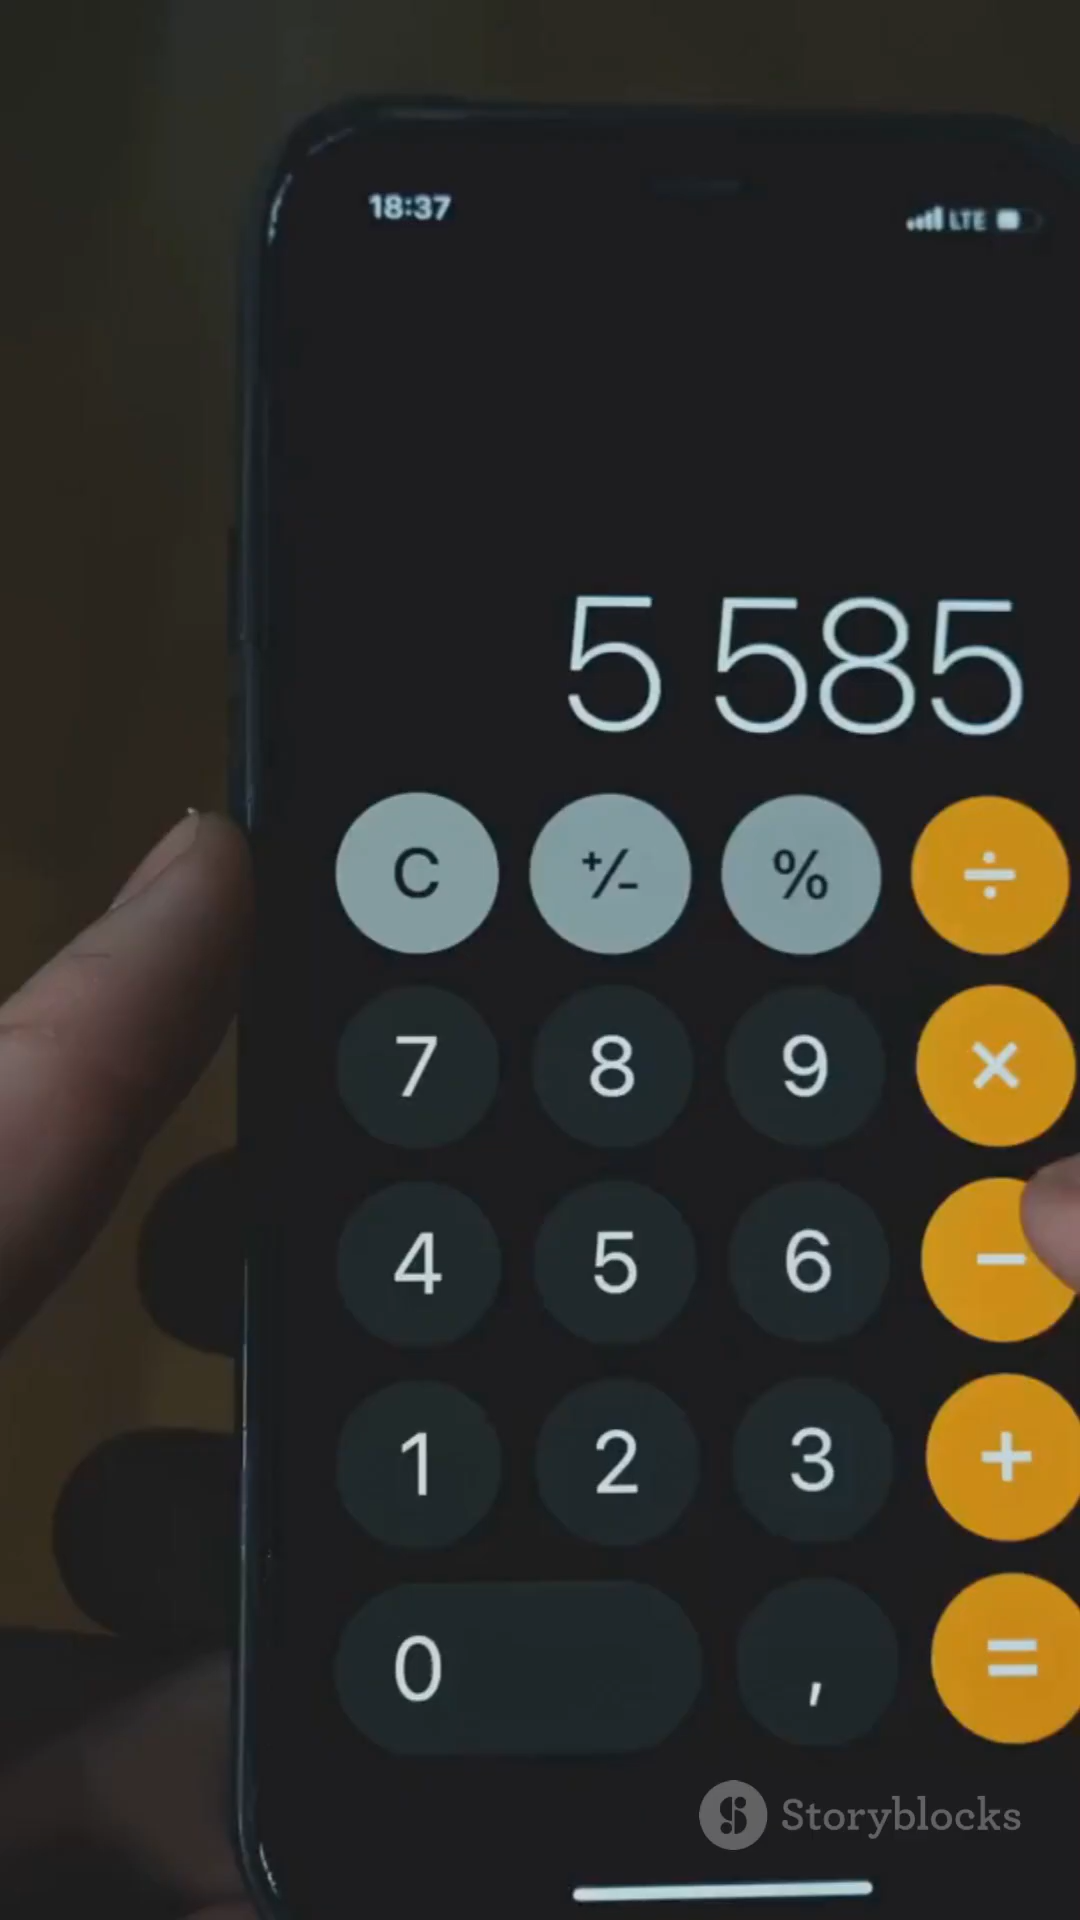 18:37 LTE
5 585
C +/- % ÷
7 8 9 ×
4 5 6 −
1 2 3 +
0 , =
Storyblocks